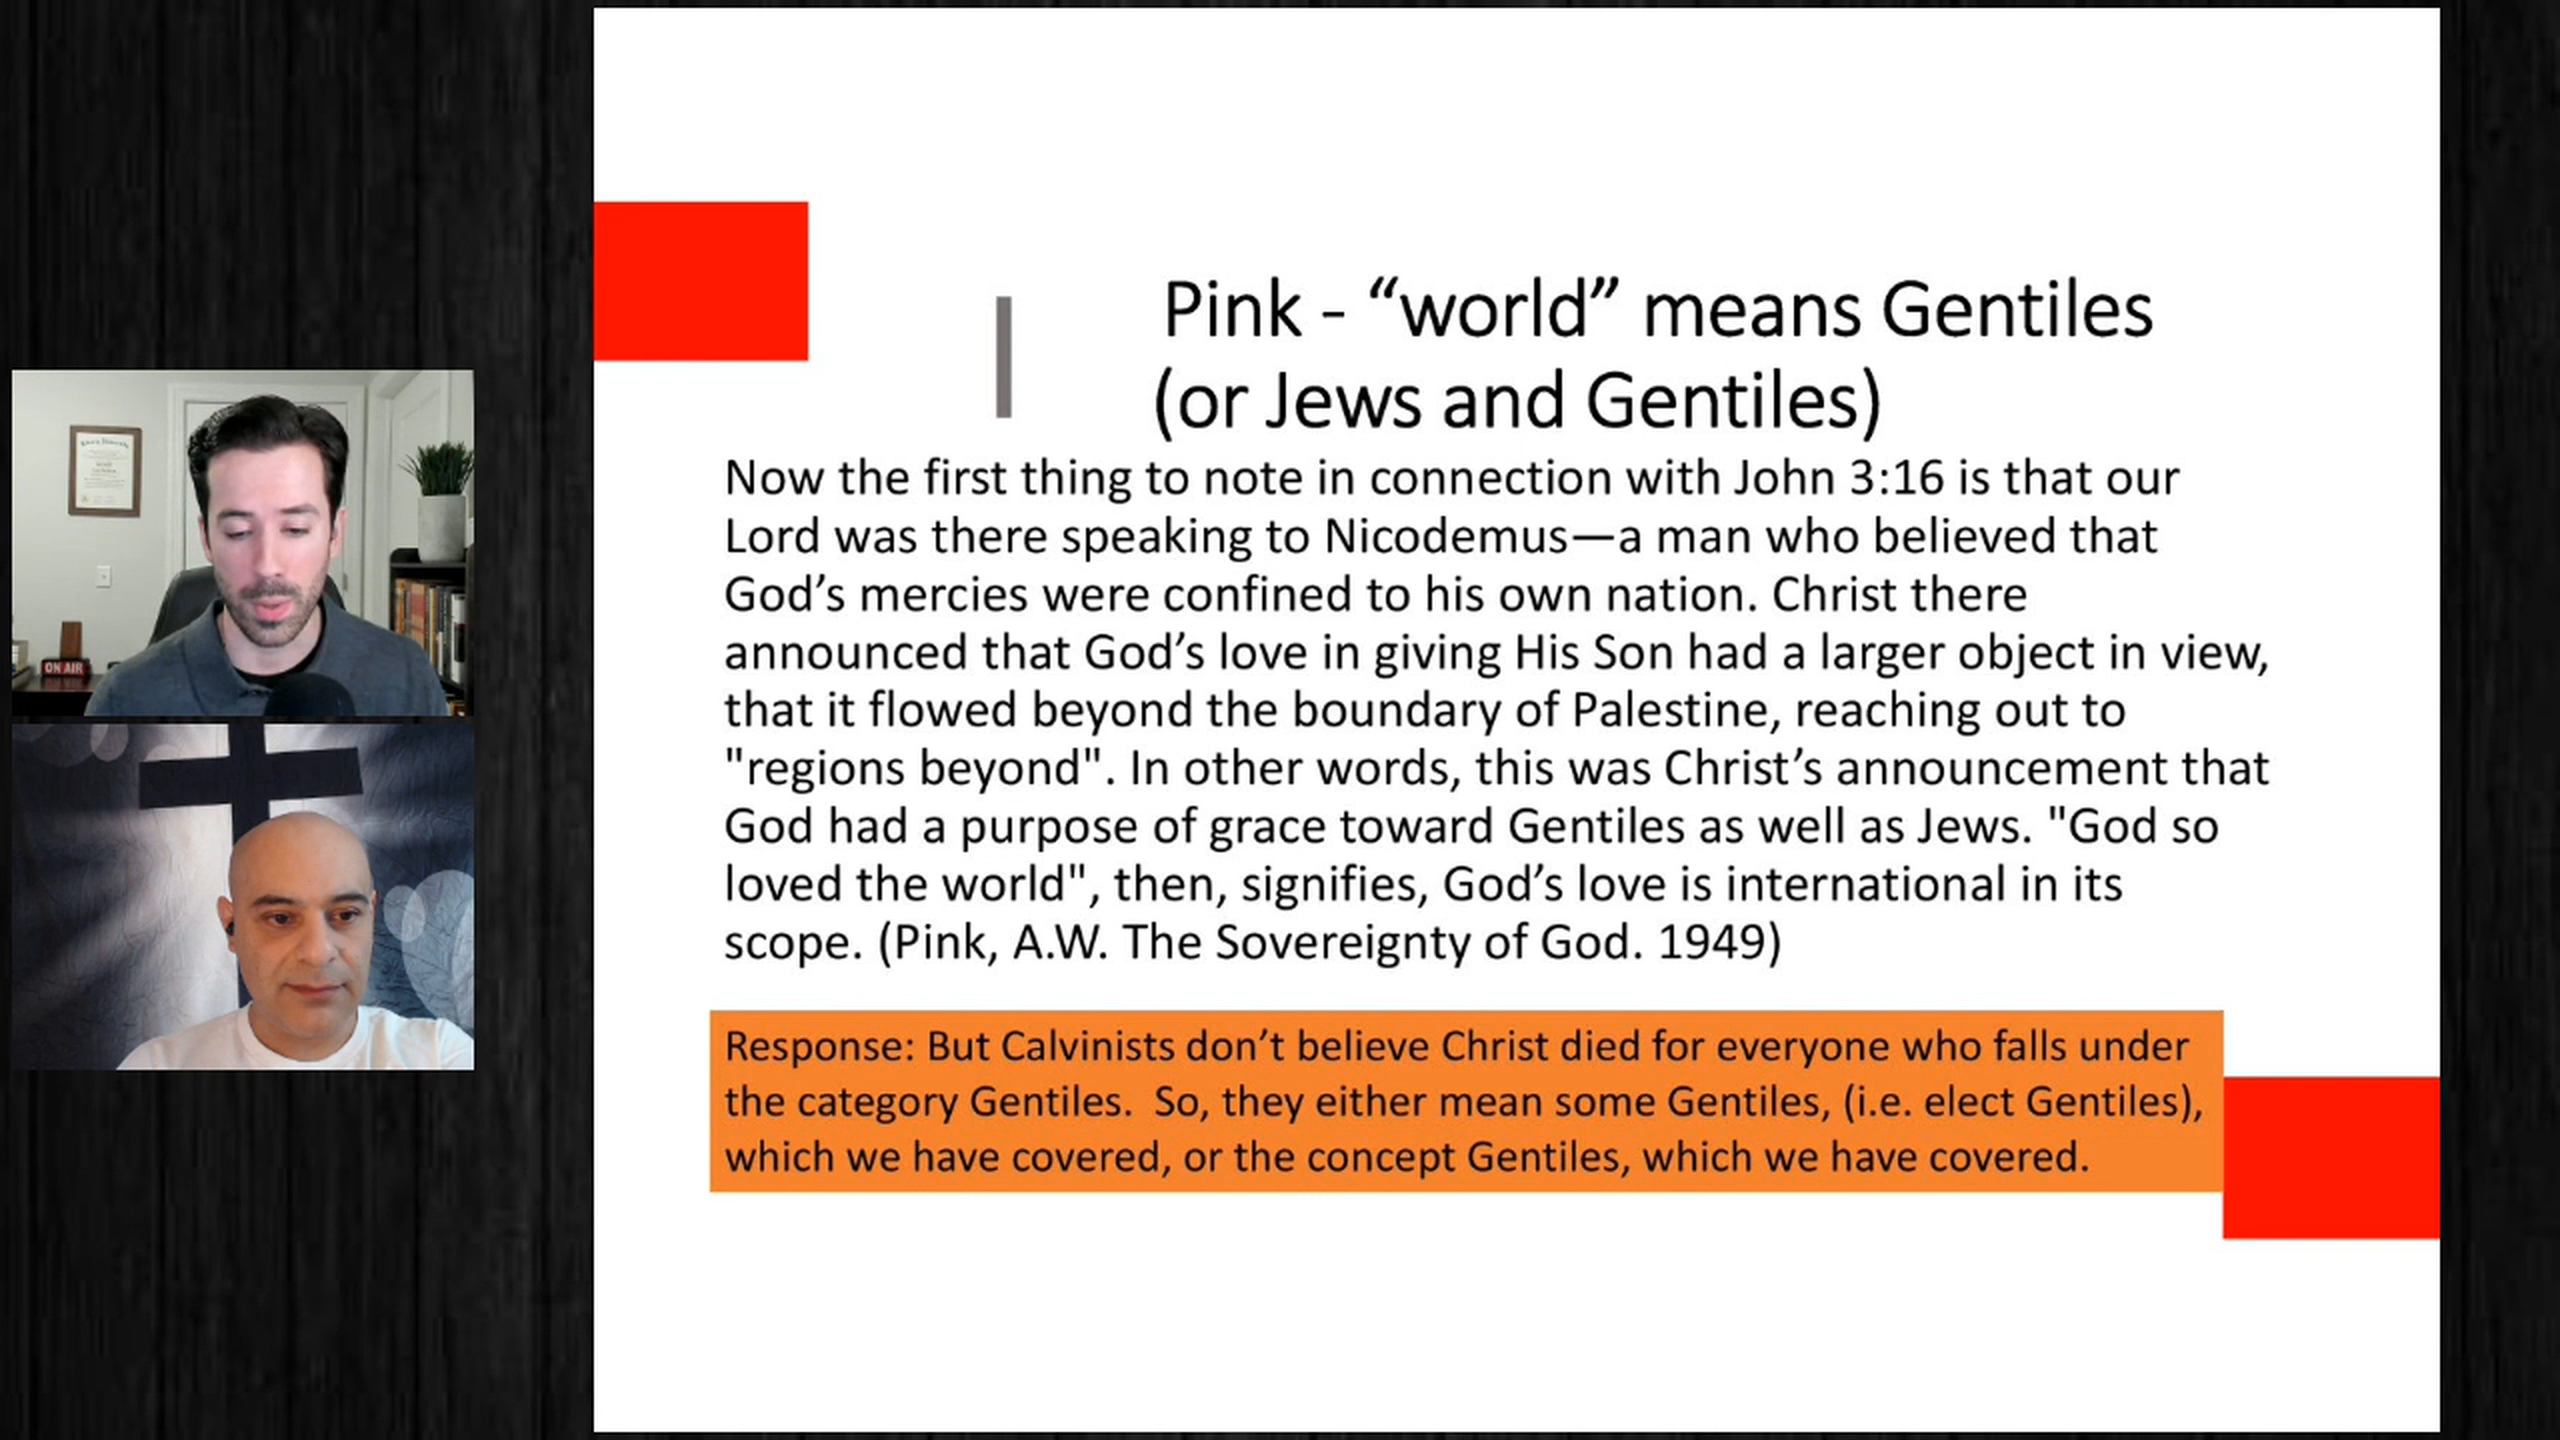 Pink - “world” means Gentiles
(or Jews and Gentiles)
Now the first thing to note in connection with John 3:16 is that our
Lord was there speaking to Nicodemus—a man who believed that
God’s mercies were confined to his own nation. Christ there
announced that God’s love in giving His Son had a larger object in view,
that it flowed beyond the boundary of Palestine, reaching out to
"regions beyond". In other words, this was Christ’s announcement that
God had a purpose of grace toward Gentiles as well as Jews. "God so
loved the world", then, signifies, God’s love is international in its
scope. (Pink, A.W. The Sovereignty of God. 1949)
Response: But Calvinists don’t believe Christ died for everyone who falls under
the category Gentiles.  So, they either mean some Gentiles, (i.e. elect Gentiles),
which we have covered, or the concept Gentiles, which we have covered.
ON AIR